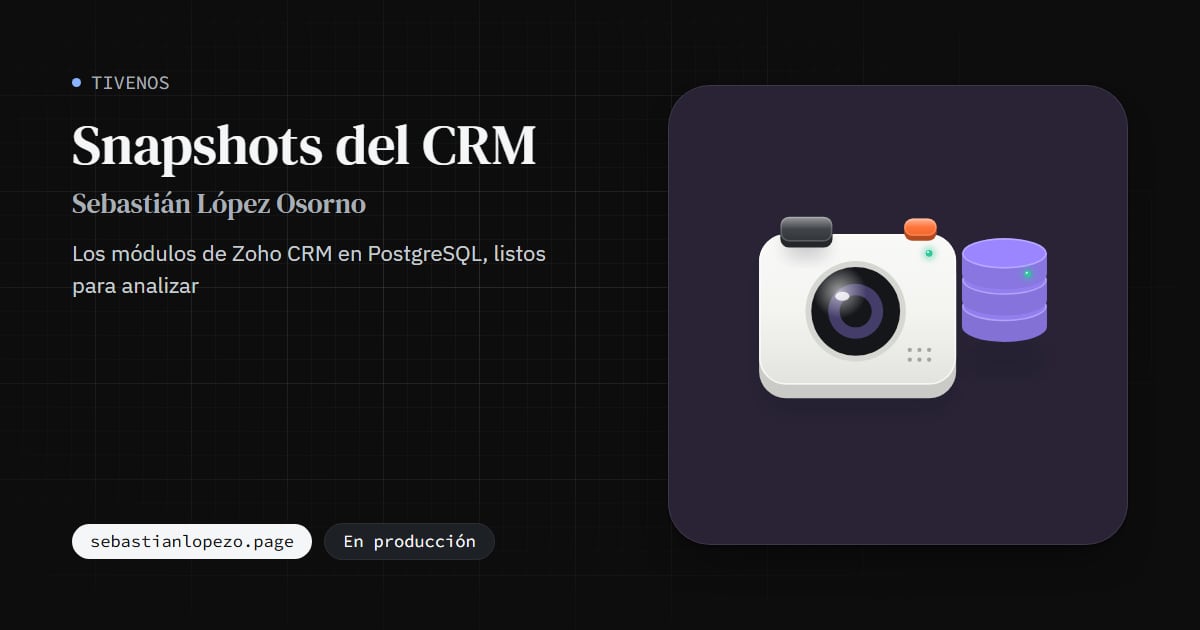 TIVENOS
Snapshots del CRM
Sebastián López Osorno
Los módulos de Zoho CRM en PostgreSQL, listos
para analizar
sebastianlopezo.page
En producción